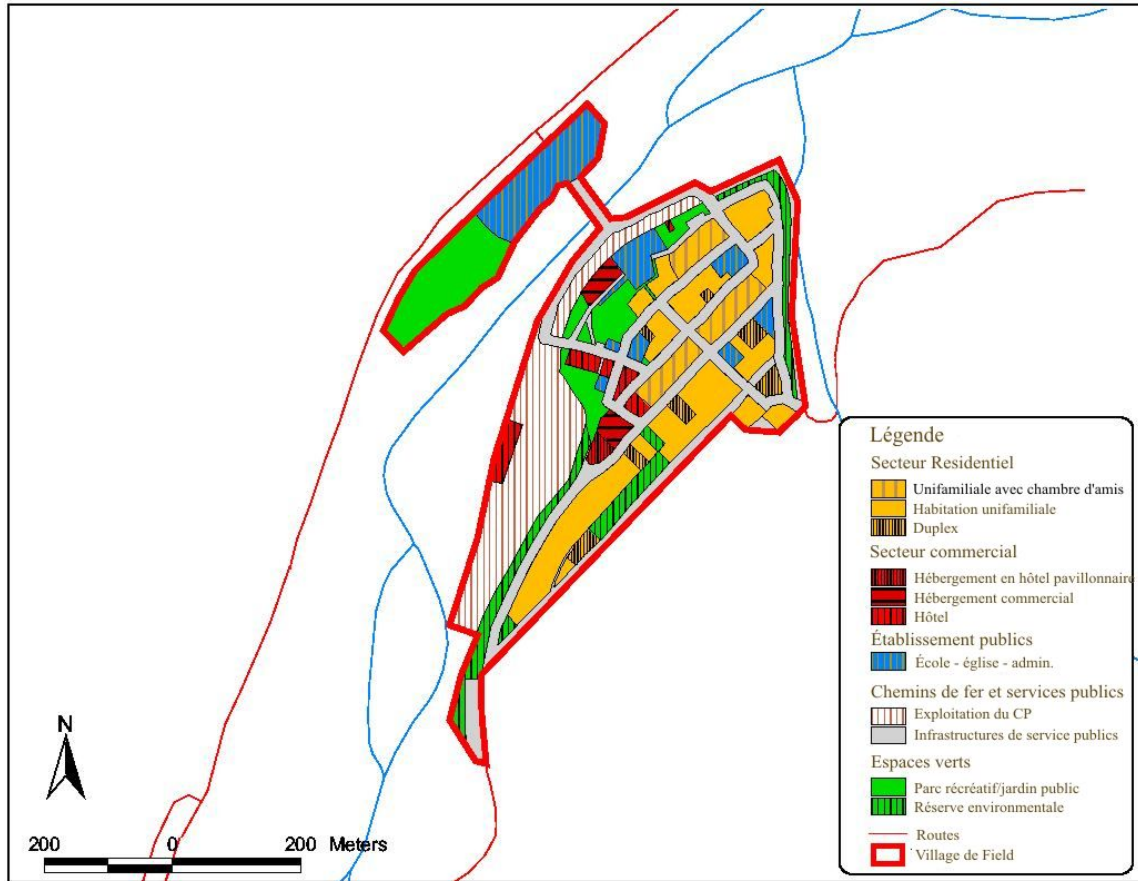 Légende
Secteur Residentiel
Unifamiliale avec chambre d'amis
Habitation unifamiliale
Duplex
Secteur commercial
Hébergement en hôtel pavillonnaire
Hébergement commercial
Hôtel
Établissement publics
École - église - admin.
Chemins de fer et services publics
Exploitation du CP
Infrastructures de service publics
Espaces verts
Parc récréatif/jardin public
Réserve environmentale
Routes
Village de Field
N
200 0 200 Meters